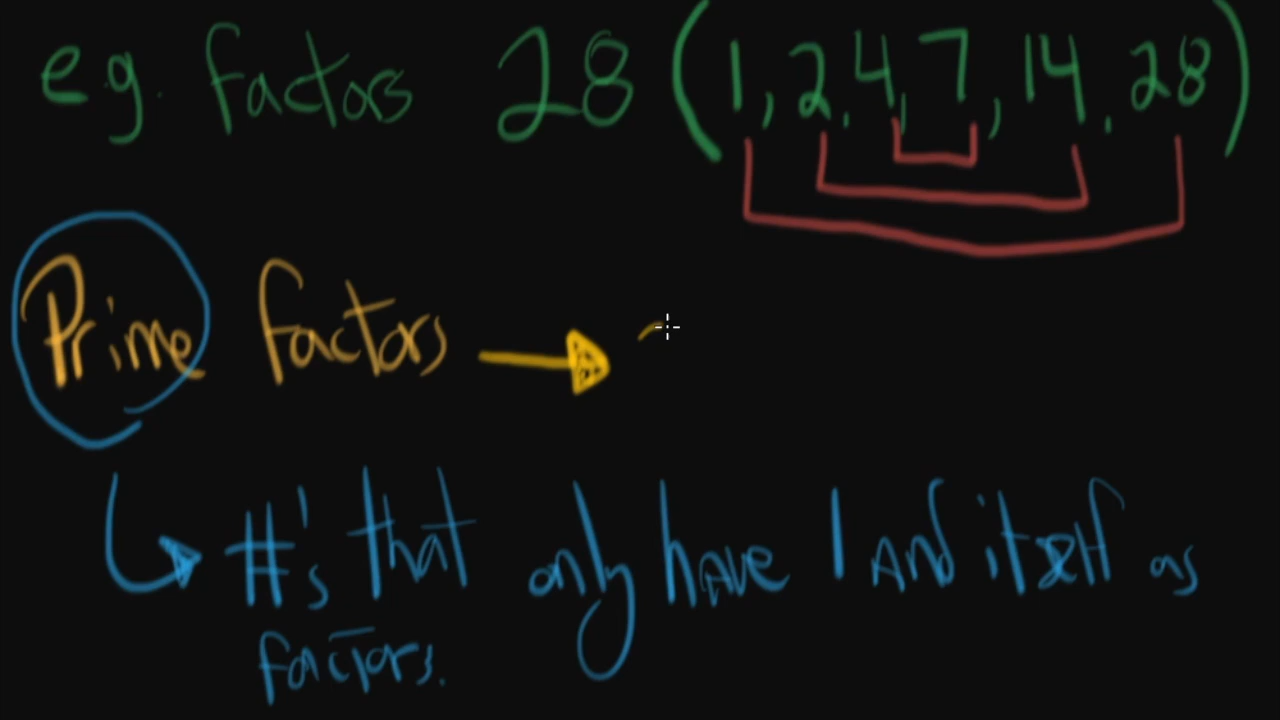 e.g. factors 28 (1, 2, 4, 7, 14, 28)
Prime factors
#'s that only have 1 and itself as
factors.